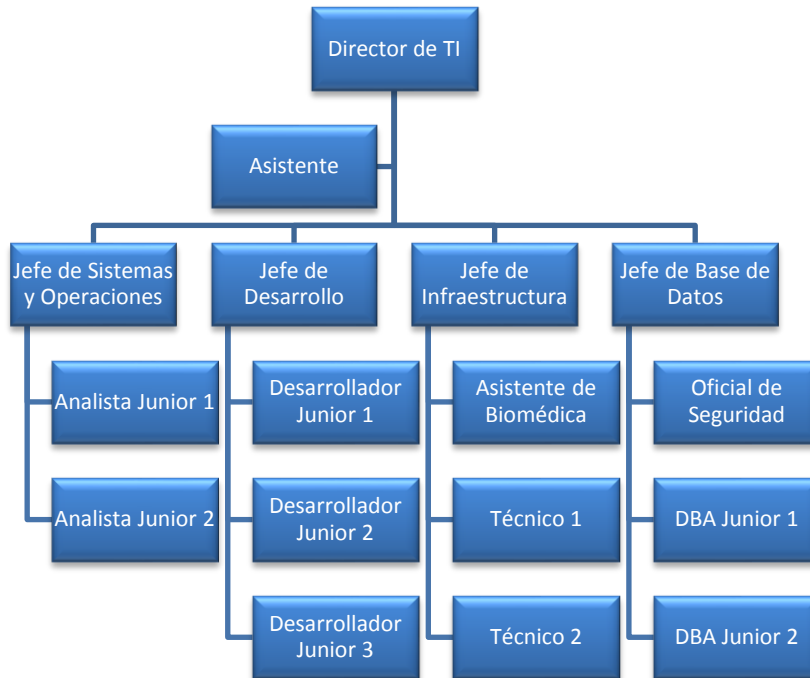 Director de TI
Asistente
Jefe de Sistemas
y Operaciones
Jefe de
Desarrollo
Jefe de
Infraestructura
Jefe de Base de
Datos
Analista Junior 1
Desarrollador
Junior 1
Asistente de
Biomédica
Oficial de
Seguridad
Analista Junior 2
Desarrollador
Junior 2
Técnico 1
DBA Junior 1
Desarrollador
Junior 3
Técnico 2
DBA Junior 2